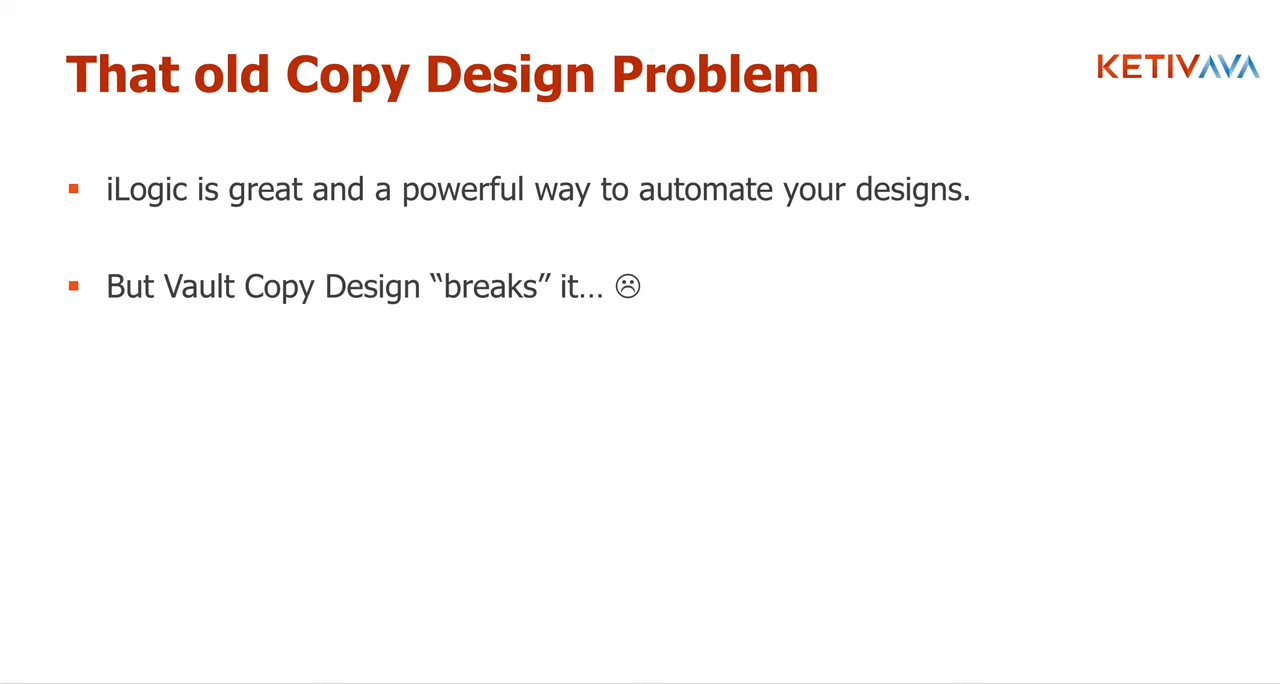 That old Copy Design Problem
KETIVAVA
▪ iLogic is great and a powerful way to automate your designs.
▪ But Vault Copy Design “breaks” it… ☹